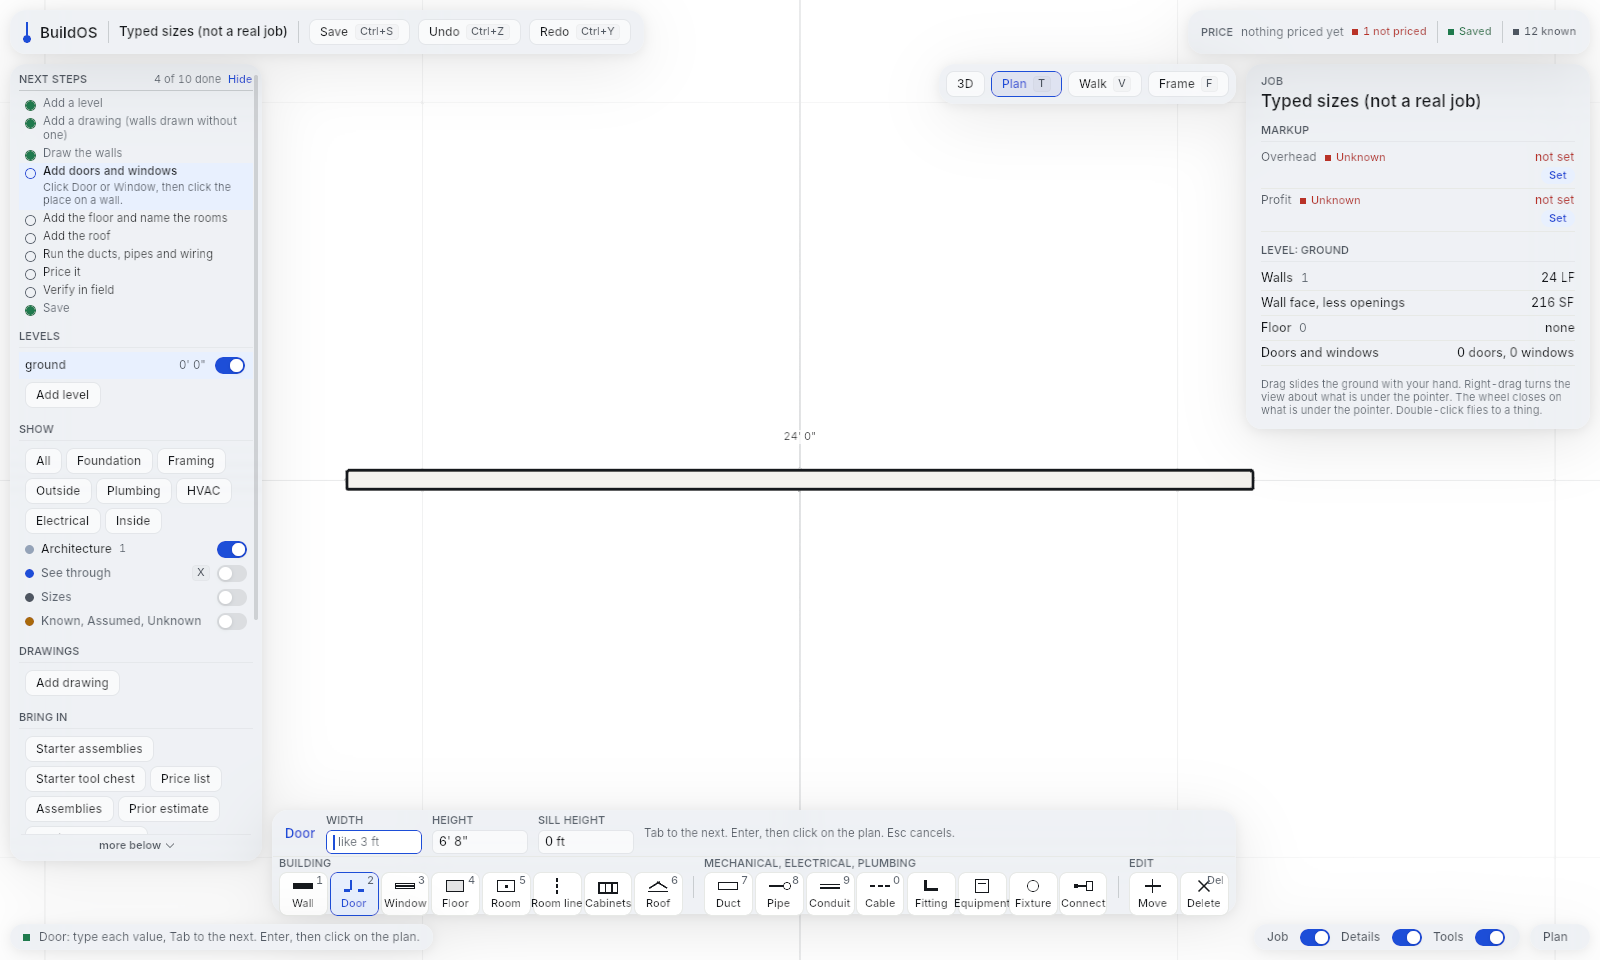 BuildOS
Typed sizes (not a real job)
Save Ctrl+S
Undo Ctrl+Z
Redo Ctrl+Y
PRICE nothing priced yet 1 not priced Saved 12 known
NEXT STEPS 4 of 10 done Hide
Add a level
Add a drawing (walls drawn without
one)
Draw the walls
Add doors and windows
Click Door or Window, then click the
place on a wall.
Add the floor and name the rooms
Add the roof
Run the ducts, pipes and wiring
Price it
Verify in field
Save
LEVELS
ground 0' 0"
Add level
SHOW
All Foundation Framing
Outside Plumbing HVAC
Electrical Inside
Architecture 1
See through X
Sizes
Known, Assumed, Unknown
DRAWINGS
Add drawing
BRING IN
Starter assemblies
Starter tool chest Price list
Assemblies Prior estimate
more below
3D Plan T Walk V Frame F
JOB
Typed sizes (not a real job)
MARKUP
Overhead Unknown not set
Set
Profit Unknown not set
Set
LEVEL: GROUND
Walls 1 24 LF
Wall face, less openings 216 SF
Floor 0 none
Doors and windows 0 doors, 0 windows
Drag slides the ground with your hand. Right-drag turns the
view about what is under the pointer. The wheel closes on
what is under the pointer. Double-click flies to a thing.
24' 0"
Door
WIDTH HEIGHT SILL HEIGHT
like 3 ft 6' 8" 0 ft
Tab to the next. Enter, then click on the plan. Esc cancels.
BUILDING MECHANICAL, ELECTRICAL, PLUMBING EDIT
1 2 3 4 5 6 7 8 9 0 Del
Wall Door Window Floor Room Room line Cabinets Roof Duct Pipe Conduit Cable Fitting Equipment Fixture Connect Move Delete
Door: type each value, Tab to the next. Enter, then click on the plan.
Job Details Tools Plan